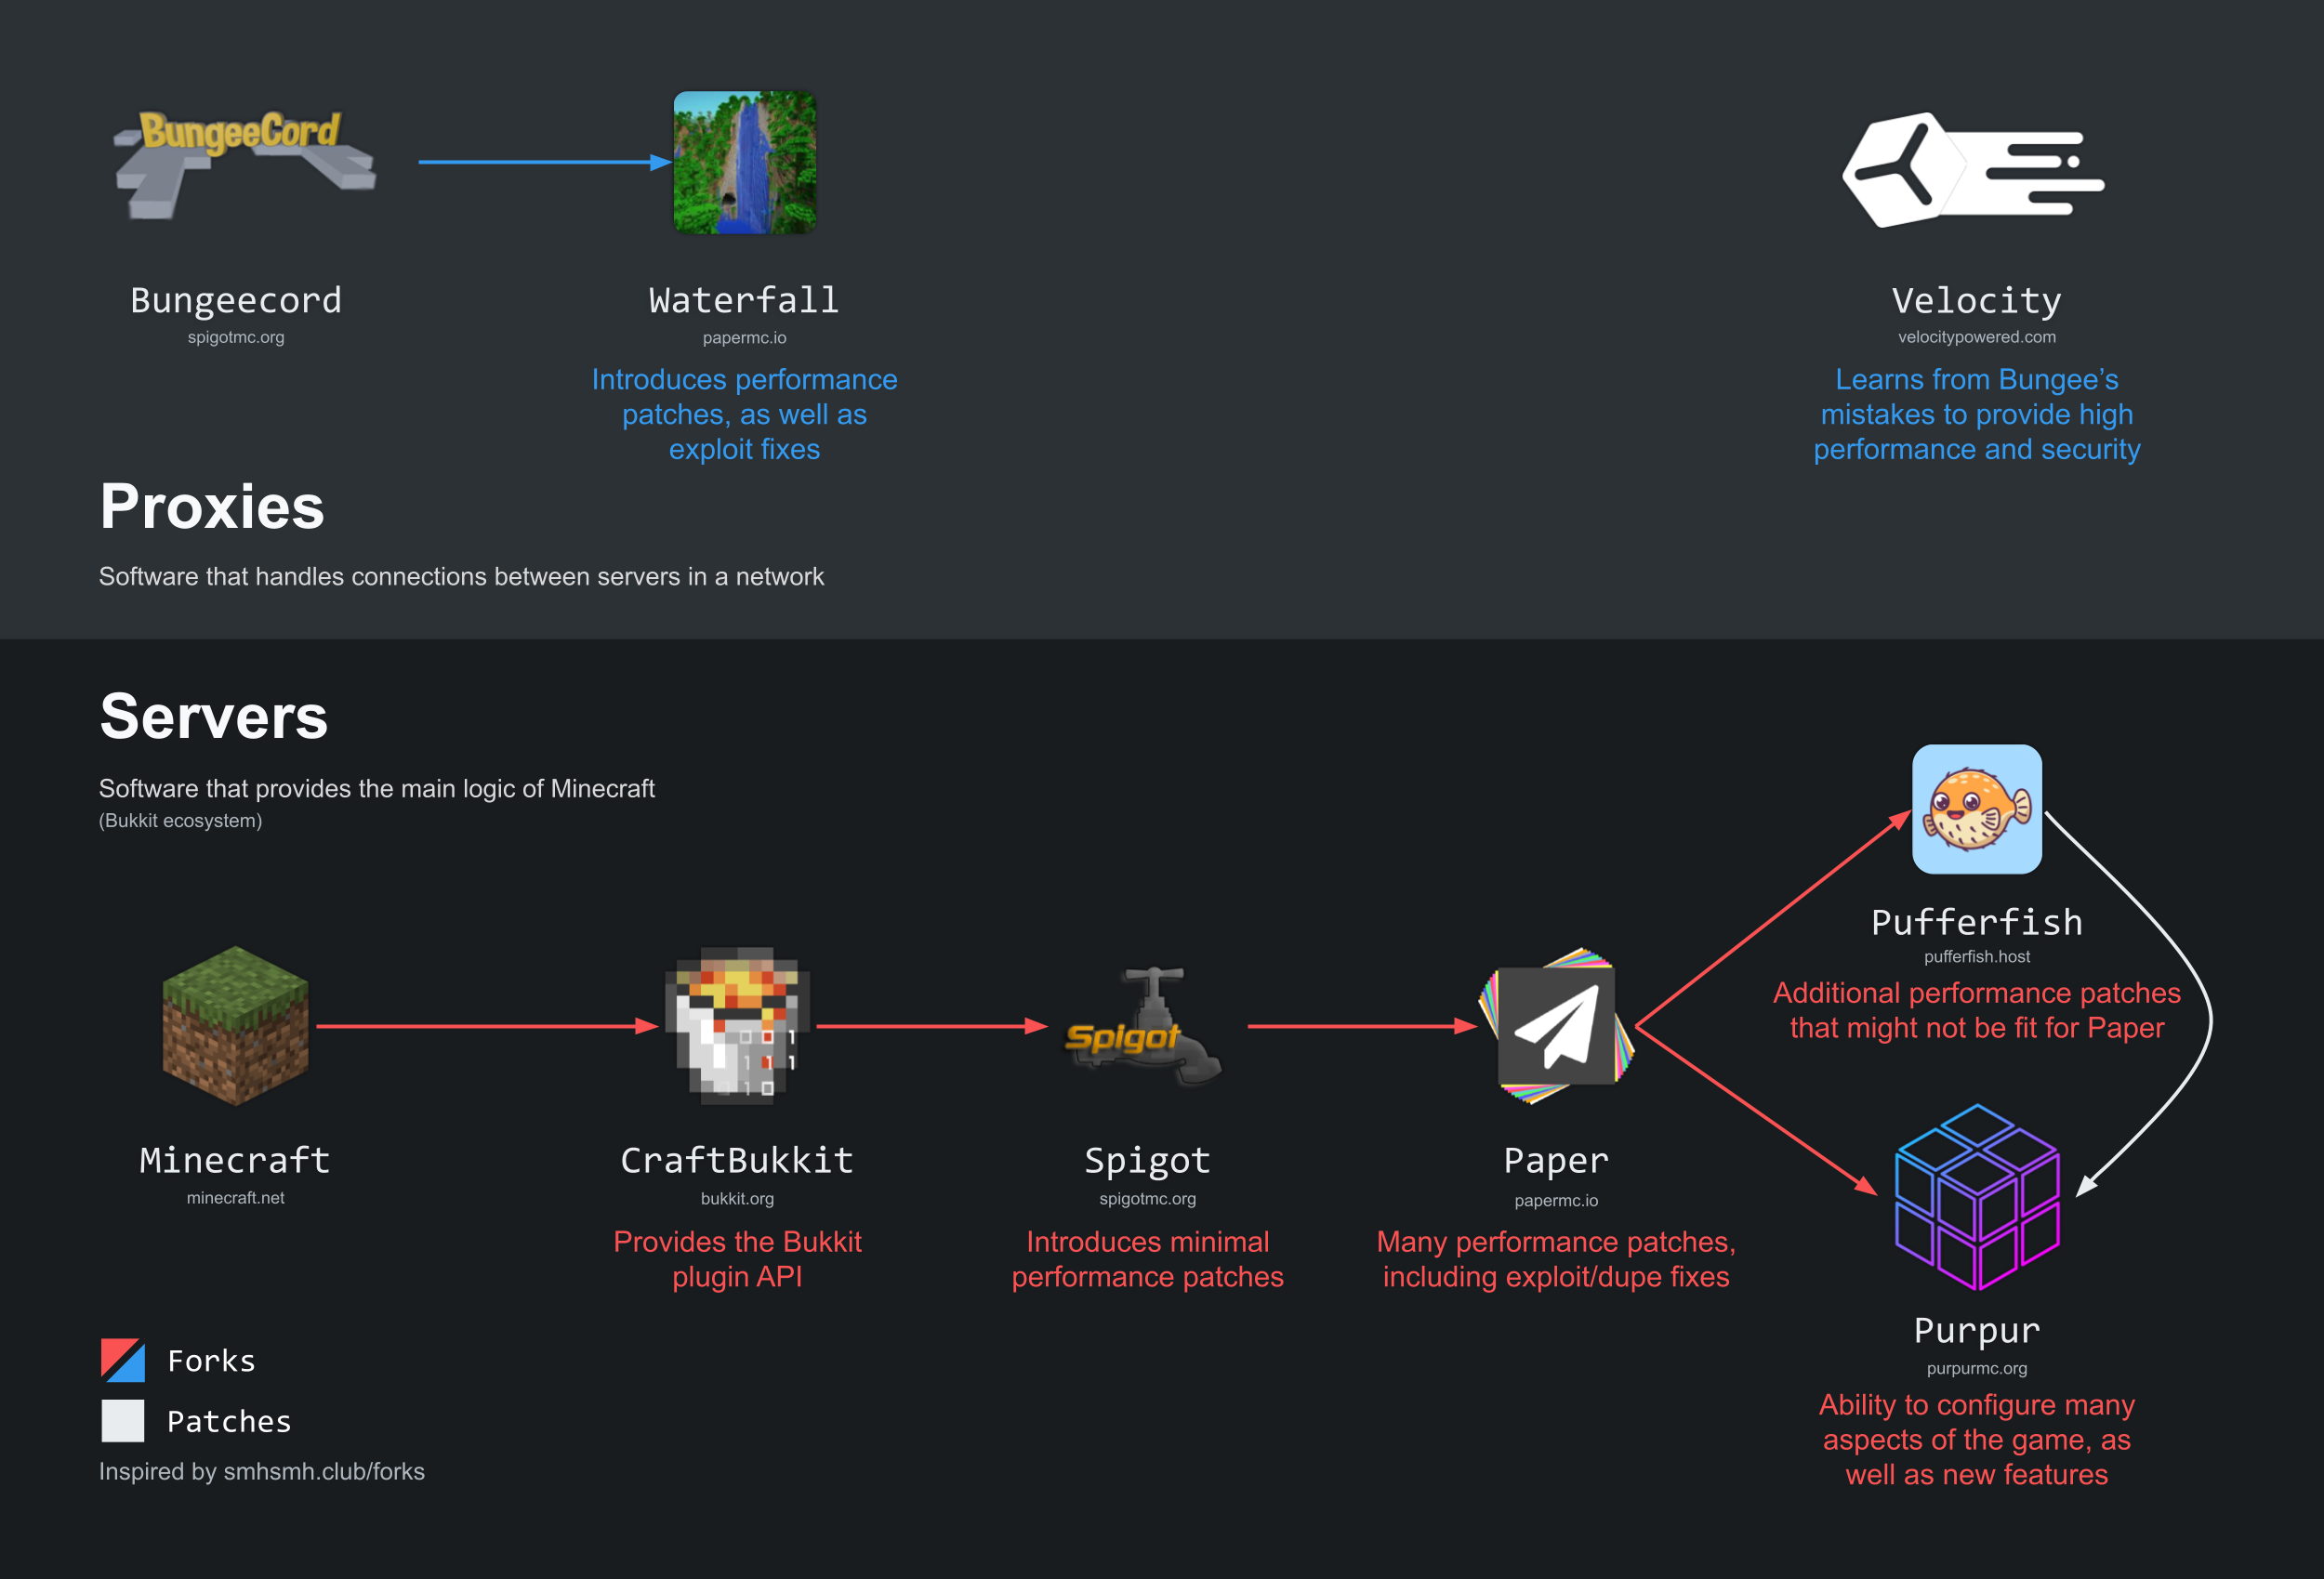 BungeeCord
Bungeecord
spigotmc.org
Waterfall
papermc.io
Introduces performance
patches, as well as
exploit fixes
Velocity
velocitypowered.com
Learns from Bungee’s
mistakes to provide high
performance and security
Proxies
Software that handles connections between servers in a network
Servers
Software that provides the main logic of Minecraft
(Bukkit ecosystem)
Minecraft
minecraft.net
CraftBukkit
bukkit.org
Provides the Bukkit
plugin API
Spigot
Spigot
spigotmc.org
Introduces minimal
performance patches
Paper
papermc.io
Many performance patches,
including exploit/dupe fixes
Pufferfish
pufferfish.host
Additional performance patches
that might not be fit for Paper
Purpur
purpurmc.org
Ability to configure many
aspects of the game, as
well as new features
Forks
Patches
Inspired by smhsmh.club/forks